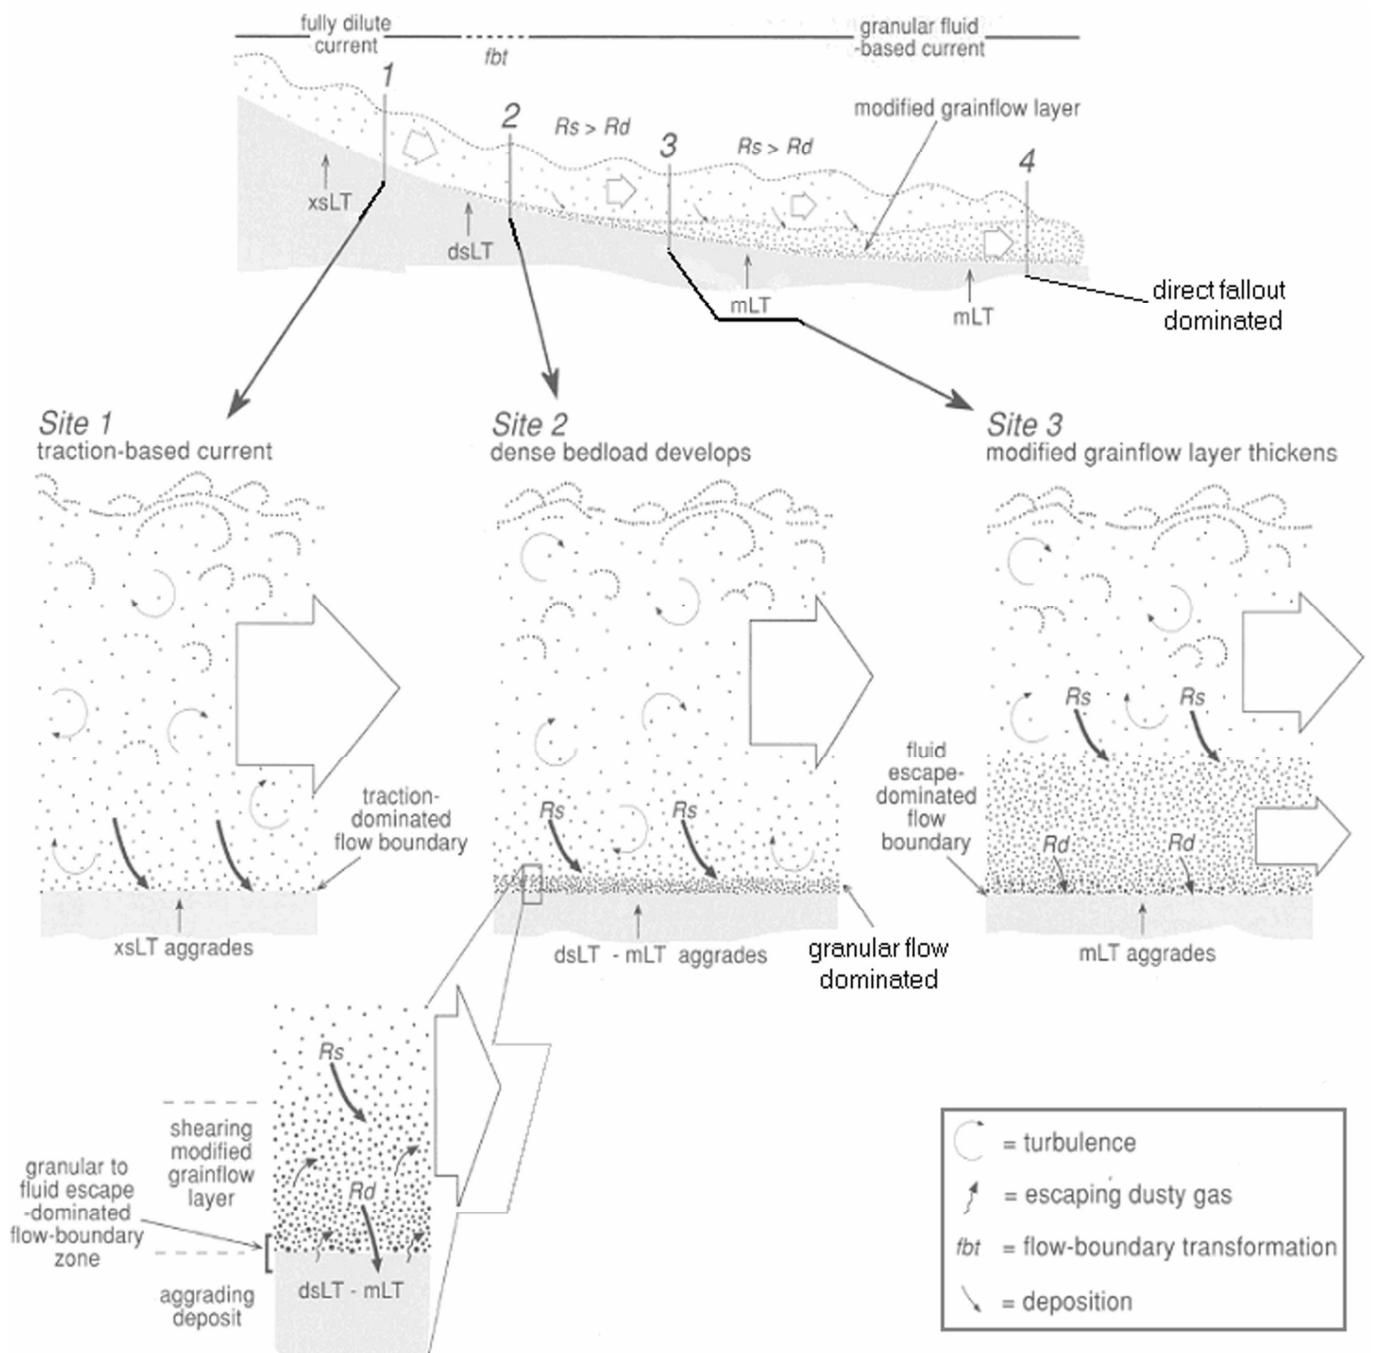 fully dilute
current
fbt
granular fluid
-based current
1
2
Rs > Rd
3
Rs > Rd
modified grainflow layer
4
xsLT
dsLT
mLT
mLT
direct fallout
dominated
Site 1
traction-based current
Site 2
dense bedload develops
Site 3
modified grainflow layer thickens
Rs
Rs
Rs
Rs
traction-
dominated
flow boundary
fluid
escape-
dominated
flow
boundary
Rd
Rd
xsLT aggrades
dsLT - mLT aggrades
granular flow
dominated
mLT aggrades
Rs
shearing
modified
grainflow
layer
Rd
granular to
fluid escape
-dominated
flow-boundary
zone
aggrading
deposit
dsLT - mLT
= turbulence
= escaping dusty gas
fbt = flow-boundary transformation
= deposition